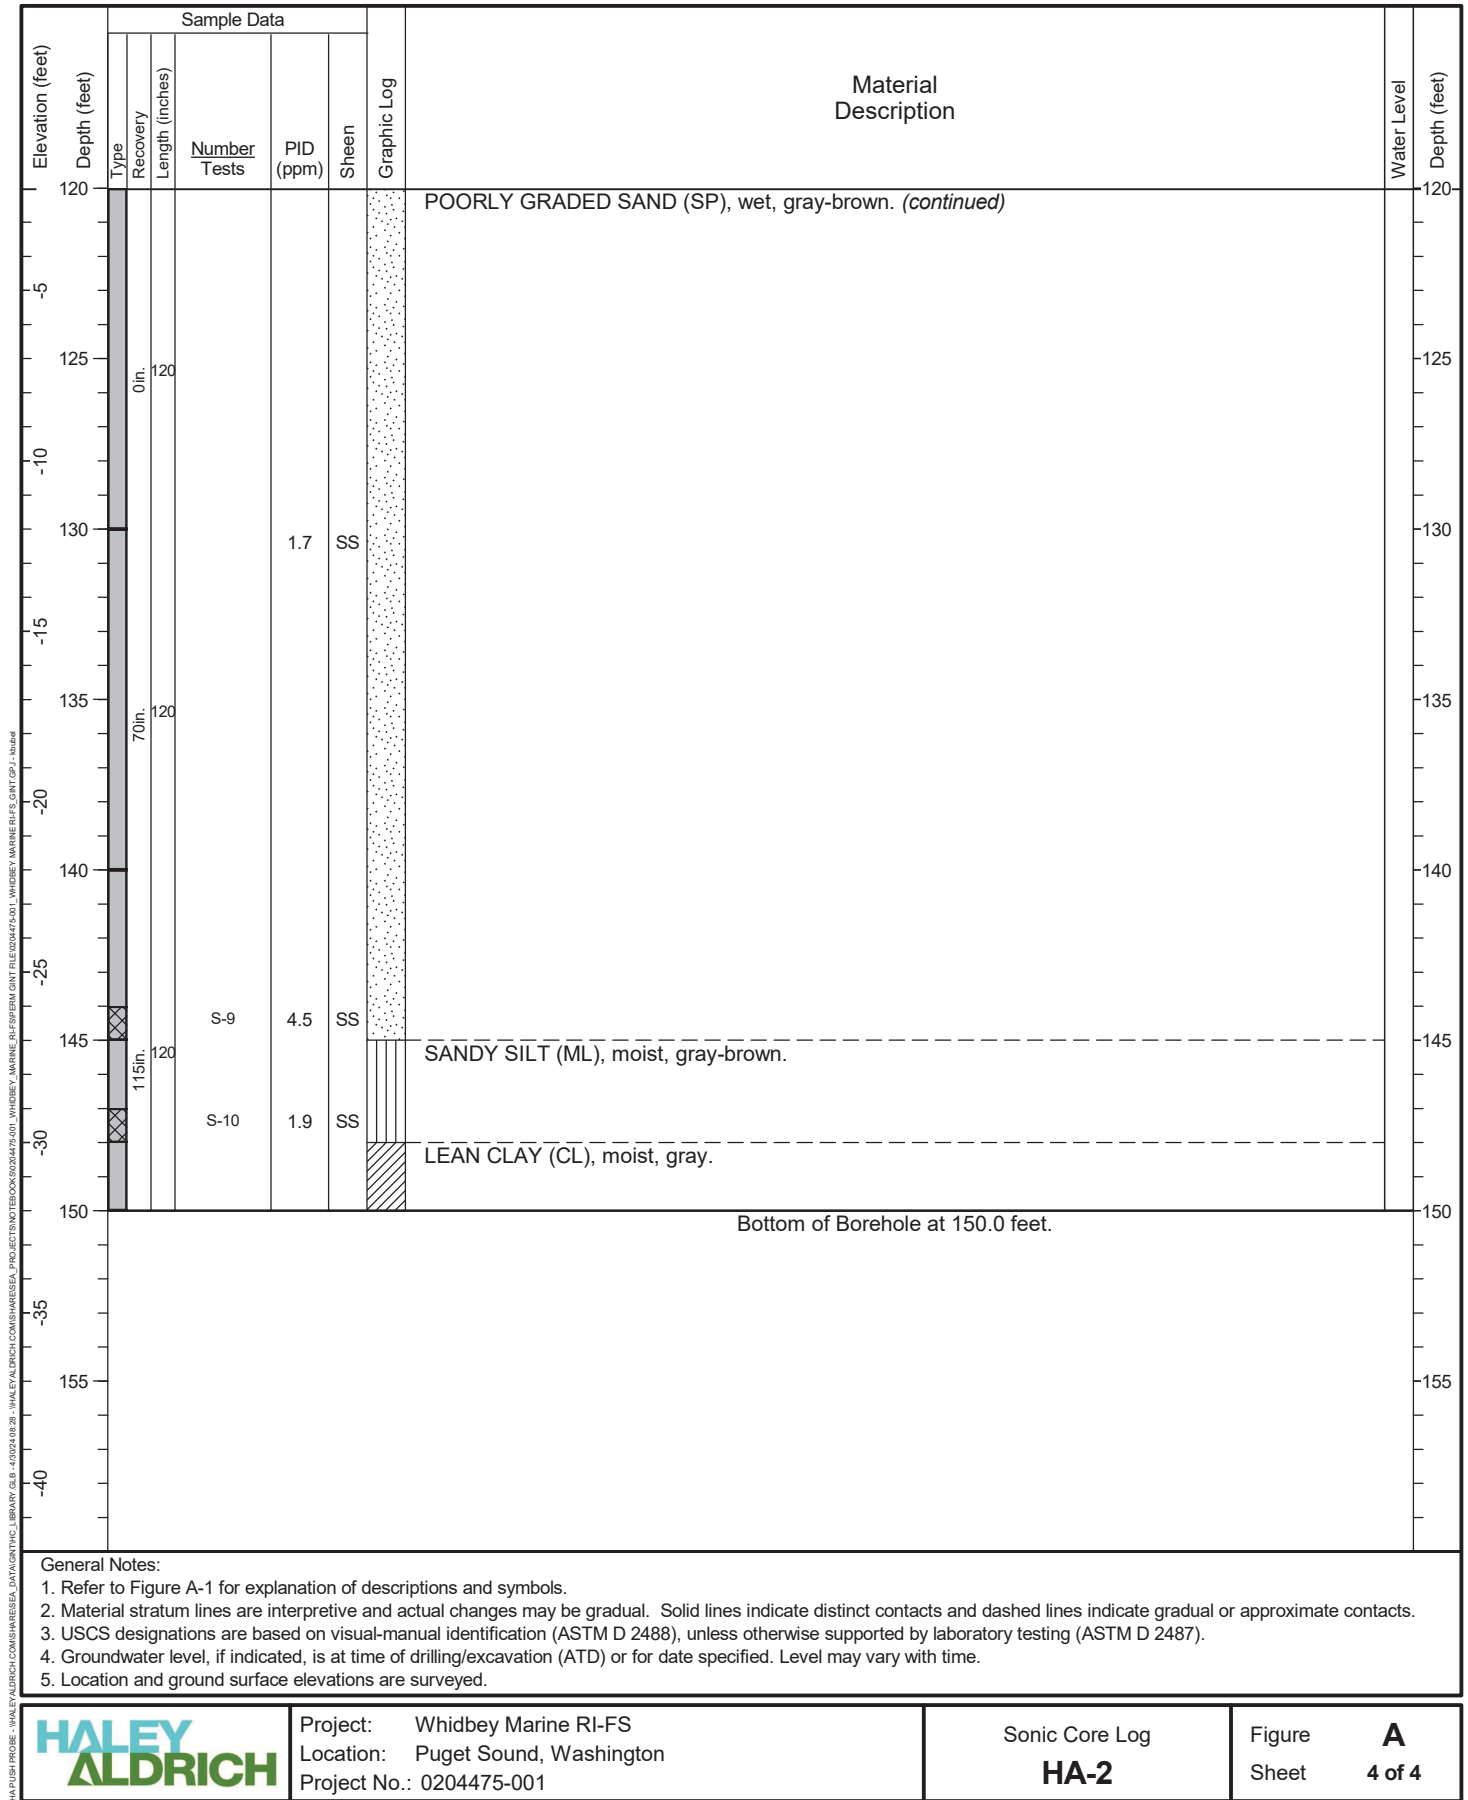 Sample Data
Elevation (feet)
Depth (feet)
Type
Recovery
Length (inches)
Number
Tests
PID
(ppm)
Sheen
Graphic Log
Material
Description
Water Level
Depth (feet)
120
POORLY GRADED SAND (SP), wet, gray-brown. (continued)
120
-5
125
0in.
120
125
-10
130
1.7 SS
130
-15
135
70in.
120
135
-20
140
140
-25
S-9 4.5 SS
145
115in.
120
SANDY SILT (ML), moist, gray-brown.
145
S-10 1.9 SS
-30
LEAN CLAY (CL), moist, gray.
150
Bottom of Borehole at 150.0 feet.
150
-35
155
155
-40
General Notes:
1. Refer to Figure A-1 for explanation of descriptions and symbols.
2. Material stratum lines are interpretive and actual changes may be gradual. Solid lines indicate distinct contacts and dashed lines indicate gradual or approximate contacts.
3. USCS designations are based on visual-manual identification (ASTM D 2488), unless otherwise supported by laboratory testing (ASTM D 2487).
4. Groundwater level, if indicated, is at time of drilling/excavation (ATD) or for date specified. Level may vary with time.
5. Location and ground surface elevations are surveyed.
HALEY
ALDRICH
Project: Whidbey Marine RI-FS
Location: Puget Sound, Washington
Project No.: 0204475-001
Sonic Core Log
HA-2
Figure A
Sheet 4 of 4